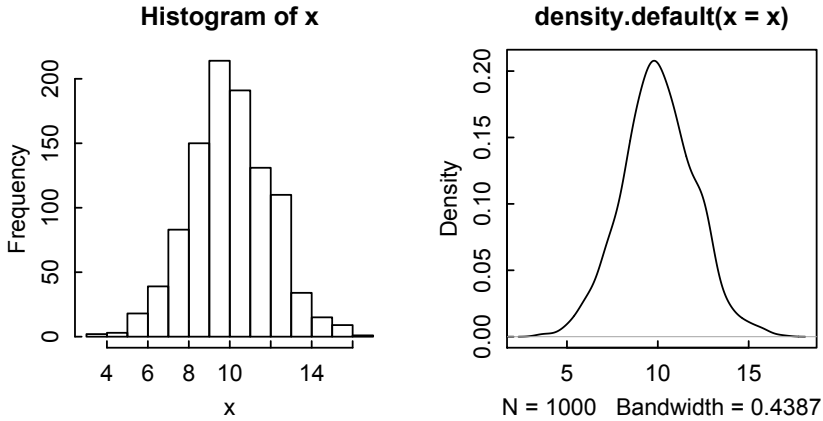 Histogram of x
Frequency
0
50
100
150
200
4 6 8 10 14
x
density.default(x = x)
Density
0.00
0.05
0.10
0.15
0.20
5 10 15
N = 1000 Bandwidth = 0.4387